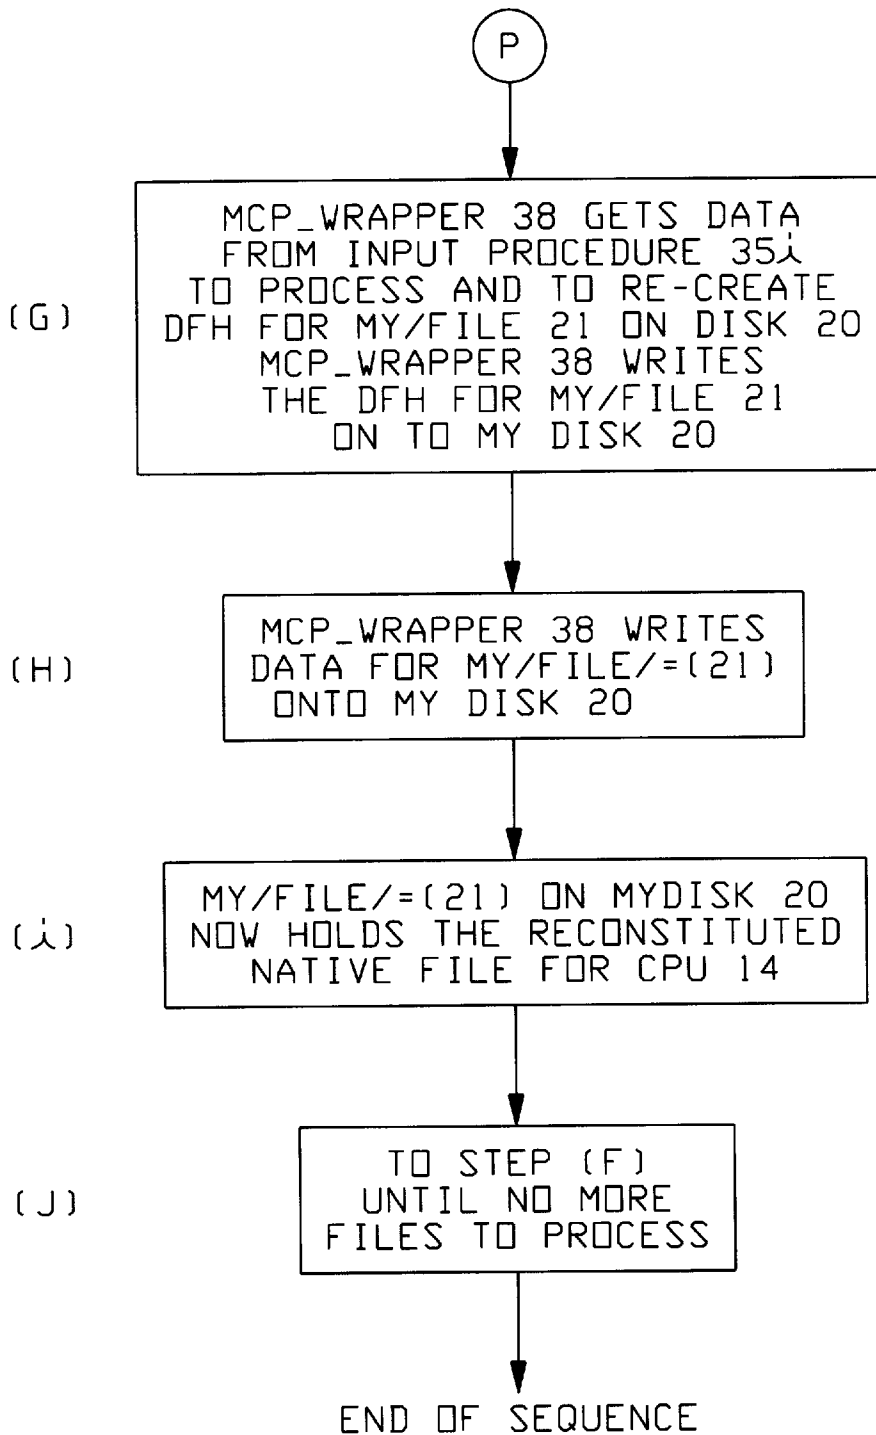 P
(G)
MCP_WRAPPER 38 GETS DATA
FROM INPUT PROCEDURE 35i
TO PROCESS AND TO RE-CREATE
DFH FOR MY/FILE 21 ON DISK 20
MCP_WRAPPER 38 WRITES
THE DFH FOR MY/FILE 21
ON TO MY DISK 20
(H)
MCP_WRAPPER 38 WRITES
DATA FOR MY/FILE/=(21)
ONTO MY DISK 20
(i)
MY/FILE/=(21) ON MYDISK 20
NOW HOLDS THE RECONSTITUTED
NATIVE FILE FOR CPU 14
(J)
TO STEP (F)
UNTIL NO MORE
FILES TO PROCESS
END OF SEQUENCE